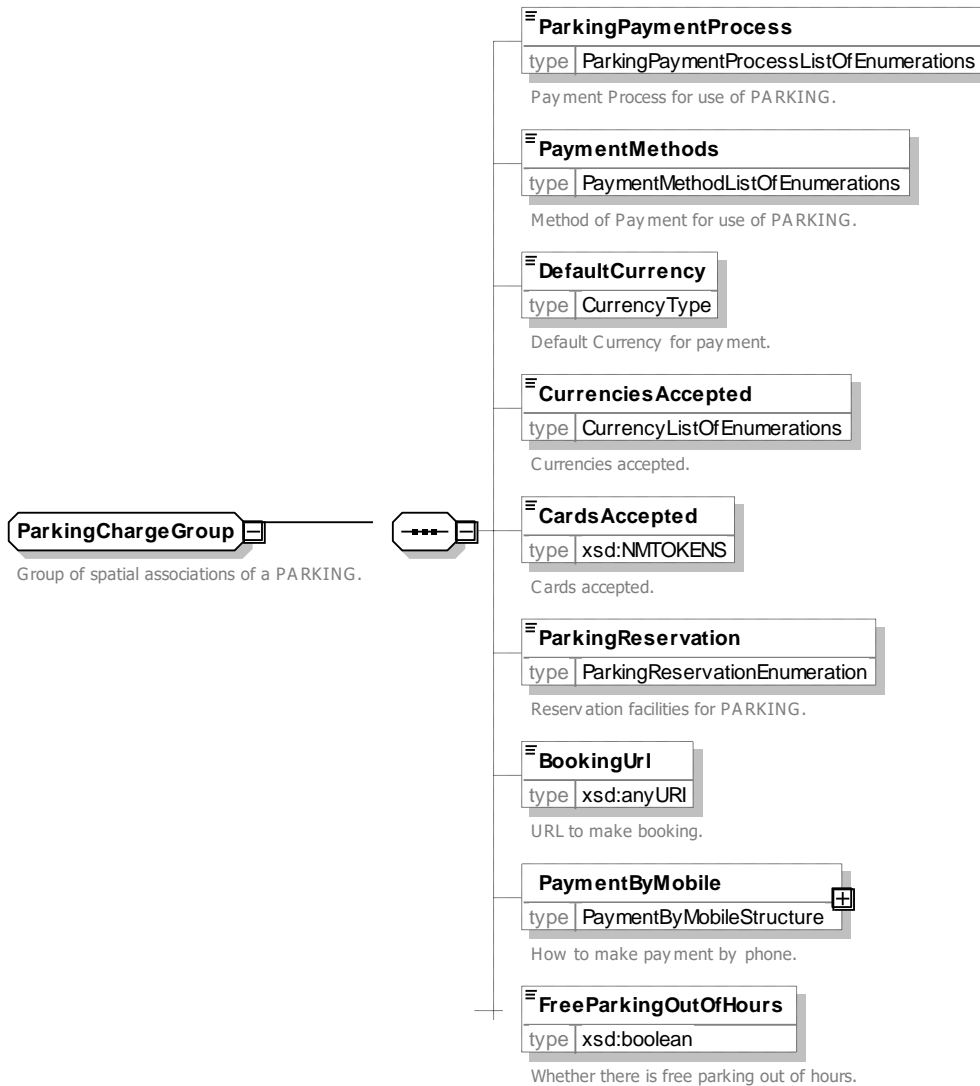 ParkingPaymentProcess
type ParkingPaymentProcessListOfEnumerations
Payment Process for use of PARKING.
PaymentMethods
type PaymentMethodListOfEnumerations
Method of Payment for use of PARKING.
DefaultCurrency
type CurrencyType
Default Currency for payment.
CurrenciesAccepted
type CurrencyListOfEnumerations
Currencies accepted.
ParkingChargeGroup
Group of spatial associations of a PARKING.
CardsAccepted
type xsd:NMTOKENS
Cards accepted.
ParkingReservation
type ParkingReservationEnumeration
Reservation facilities for PARKING.
BookingUrl
type xsd:anyURI
URL to make booking.
PaymentByMobile
type PaymentByMobileStructure
How to make payment by phone.
FreeParkingOutOfHours
type xsd:boolean
Whether there is free parking out of hours.